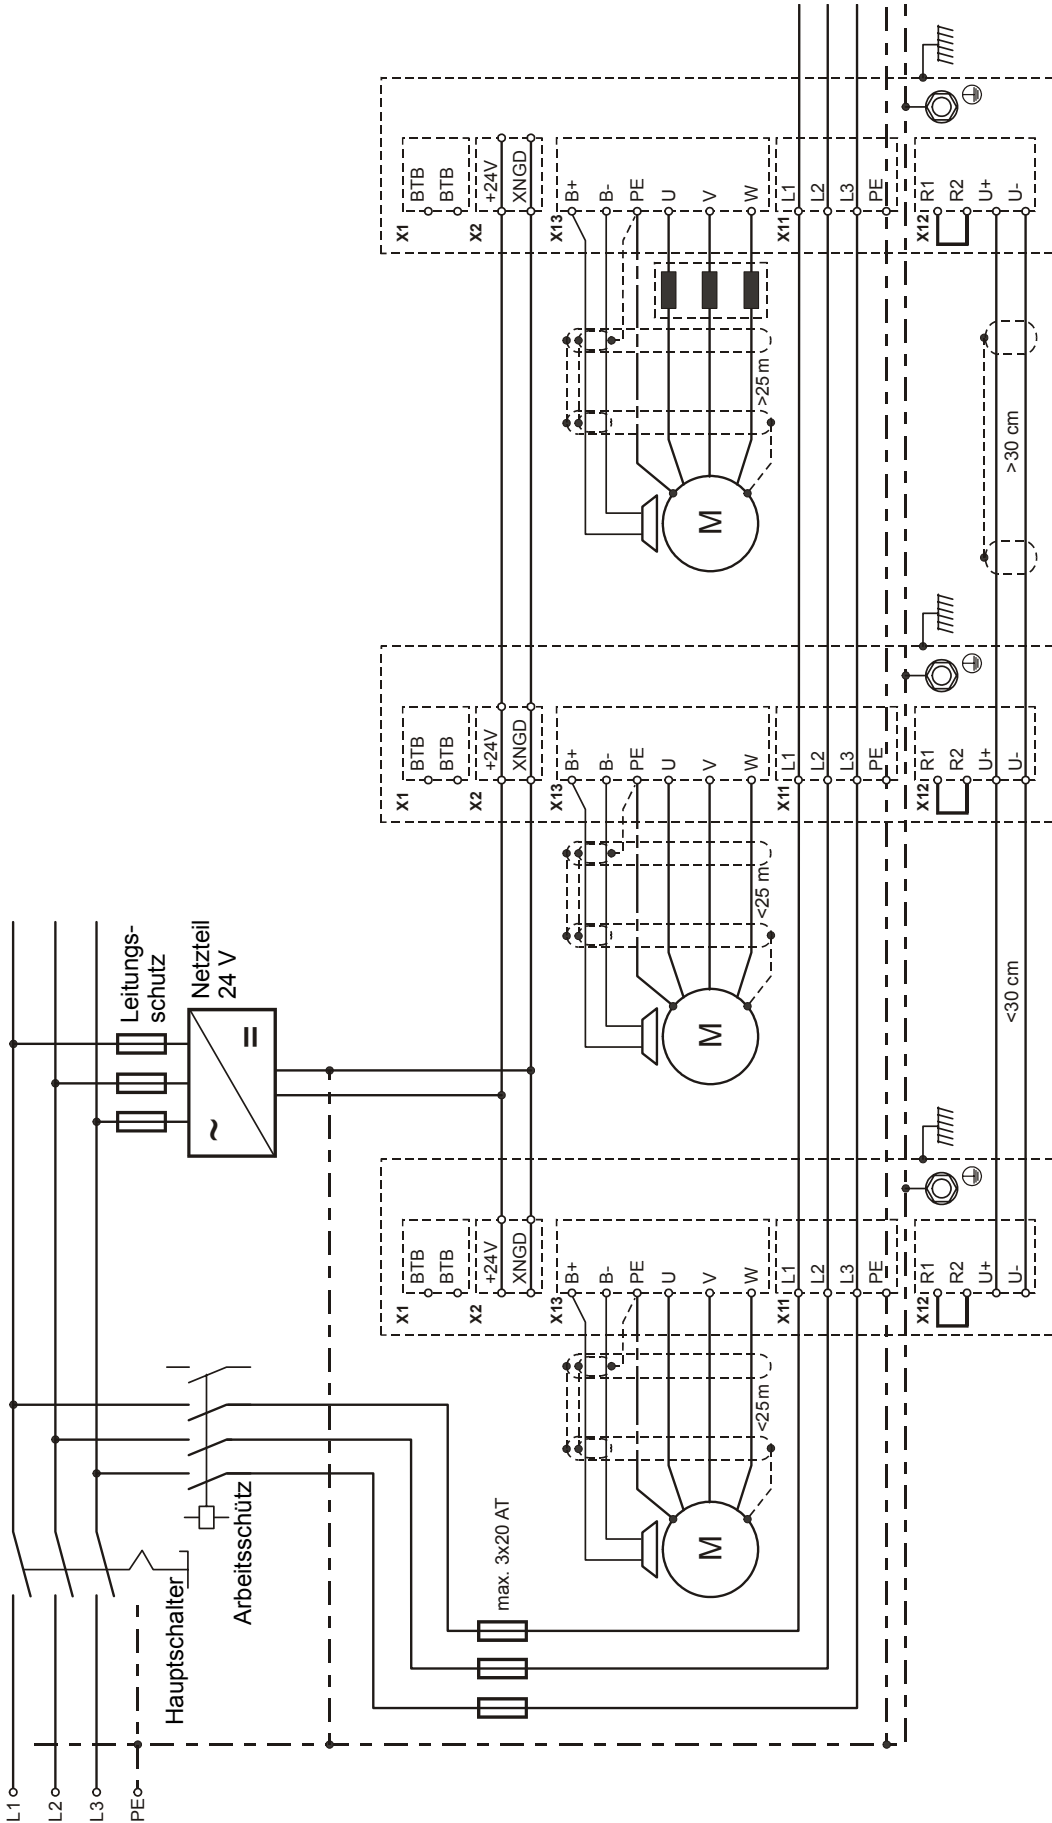 L1
L2
L3
PE
Hauptschalter
Arbeitsschütz
Leitungs-
schutz
Netzteil
24 V
~
=
max. 3x20 AT
X1
BTB
BTB
X2
+24V
XNGD
X13
B+
B-
PE
U
V
W
M
<25m
X11
L1
L2
L3
PE
X12
R1
R2
U+
U-
<30 cm
X1
BTB
BTB
X2
+24V
XNGD
X13
B+
B-
PE
U
V
W
M
<25 m
X11
L1
L2
L3
PE
X12
R1
R2
U+
U-
>30 cm
X1
BTB
BTB
X2
+24V
XNGD
X13
B+
B-
PE
U
V
W
M
>25 m
X11
L1
L2
L3
PE
X12
R1
R2
U+
U-